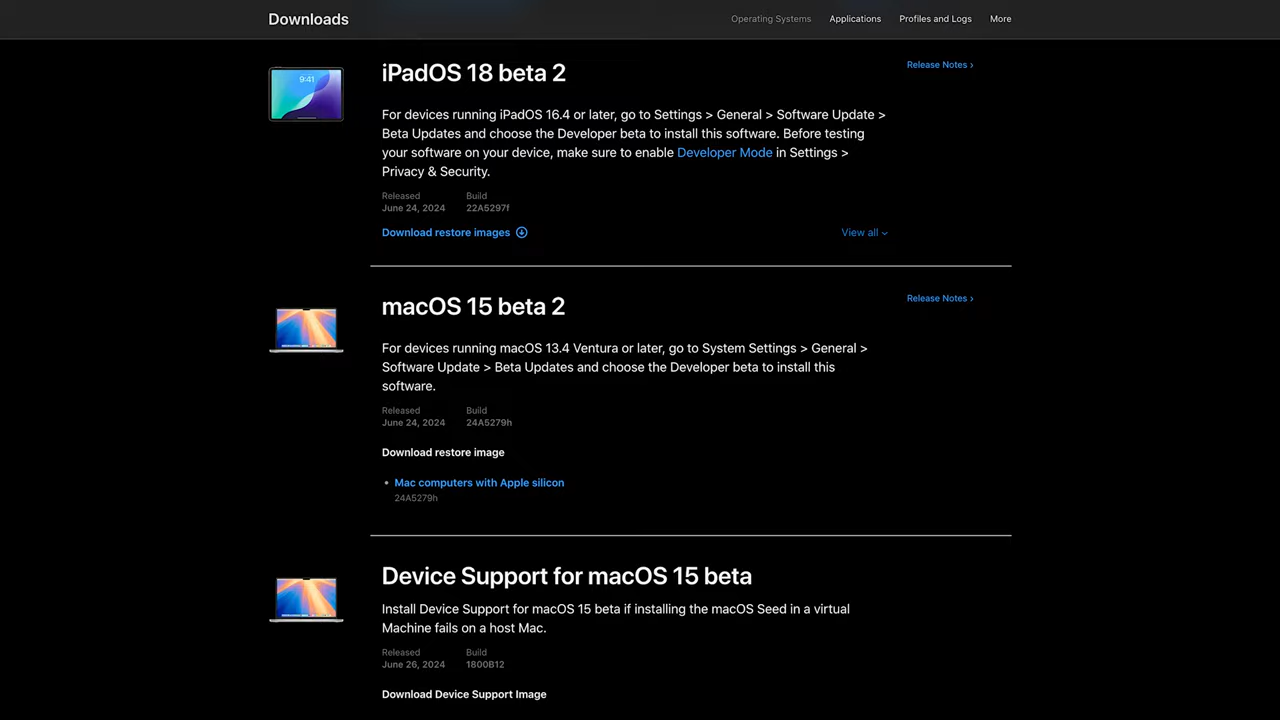 Downloads
Operating Systems
Applications
Profiles and Logs
More
9:41
iPadOS 18 beta 2
Release Notes ›
For devices running iPadOS 16.4 or later, go to Settings > General > Software Update >
Beta Updates and choose the Developer beta to install this software. Before testing
your software on your device, make sure to enable Developer Mode in Settings >
Privacy & Security.
Released
Build
June 24, 2024
22A5297f
Download restore images
View all
macOS 15 beta 2
Release Notes ›
For devices running macOS 13.4 Ventura or later, go to System Settings > General >
Software Update > Beta Updates and choose the Developer beta to install this
software.
Released
Build
June 24, 2024
24A5279h
Download restore image
• Mac computers with Apple silicon
24A5279h
Device Support for macOS 15 beta
Install Device Support for macOS 15 beta if installing the macOS Seed in a virtual
Machine fails on a host Mac.
Released
Build
June 26, 2024
1800B12
Download Device Support Image